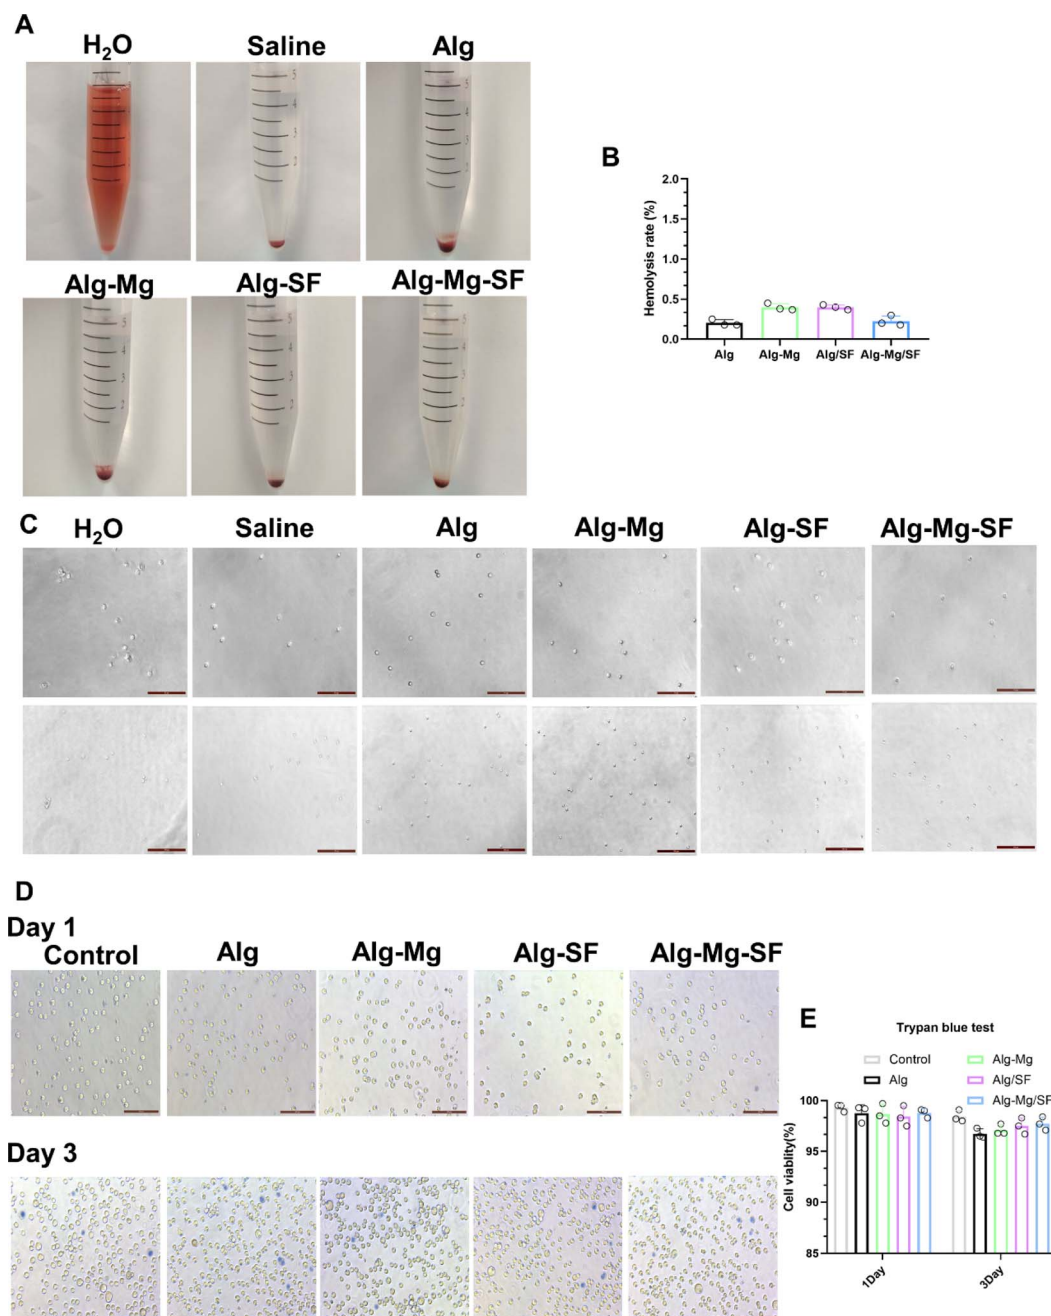 A
H₂O Saline Alg
Alg-Mg Alg-SF Alg-Mg-SF
B
2.0
1.5
1.0
0.5
0.0
Hemolysis rate (%)
Alg Alg-Mg Alg/SF Alg-Mg/SF
C
H₂O Saline Alg Alg-Mg Alg-SF Alg-Mg-SF
D
Day 1
Control Alg Alg-Mg Alg-SF Alg-Mg-SF
Day 3
E
Trypan blue test
Control Alg-Mg
Alg Alg/SF
Alg-Mg/SF
100
95
90
85
Cell viablity(%)
1Day 3Day